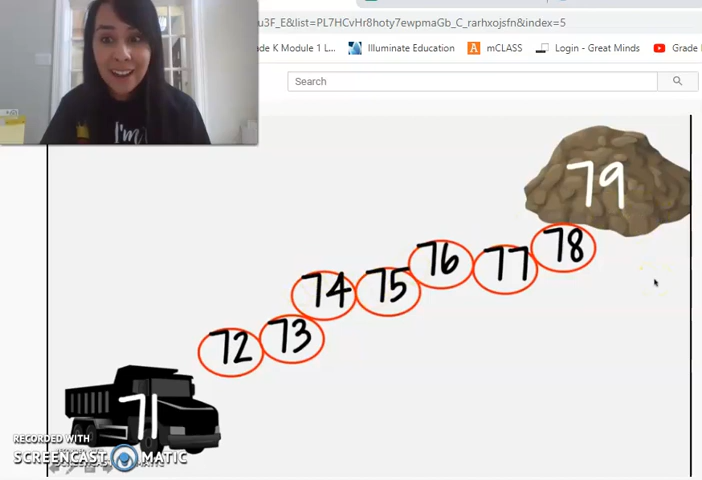 u3F_E&list=PL7HCvHr8hoty7ewpmaGb_C_rarhxojsfn&index=5
ade K Module 1 L... Illuminate Education mCLASS Login - Great Minds Grade
Search
I'm
79
78
77
76
75
74
73
72
71
RECORDED WITH
SCREENCAST MATIC